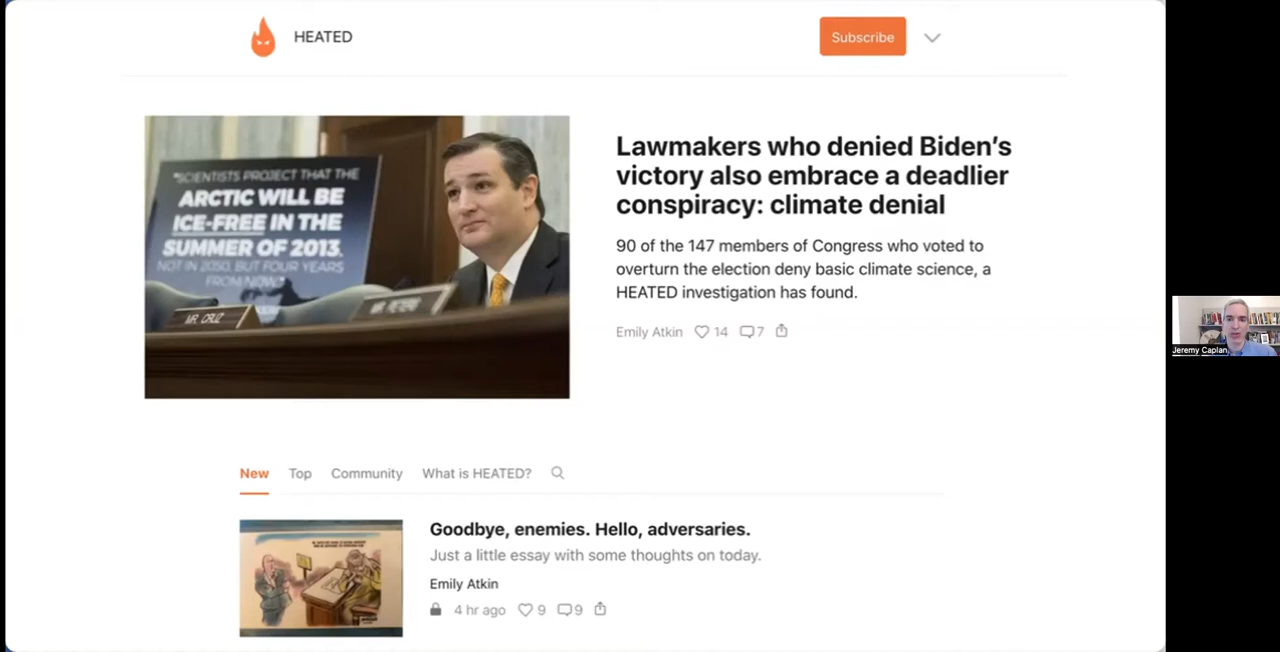 HEATED
Subscribe
"SCIENTISTS PROJECT THAT THE
ARCTIC WILL BE
ICE-FREE IN THE
SUMMER OF 2013.
NOT IN 2050, BUT FOUR YEARS
FROM NOW"
MR. CRUZ
MR. PETERS
Lawmakers who denied Biden's
victory also embrace a deadlier
conspiracy: climate denial
90 of the 147 members of Congress who voted to
overturn the election deny basic climate science, a
HEATED investigation has found.
Emily Atkin 14 7
Jeremy Caplan
New Top Community What is HEATED?
Goodbye, enemies. Hello, adversaries.
Just a little essay with some thoughts on today.
Emily Atkin
4 hr ago 9 9